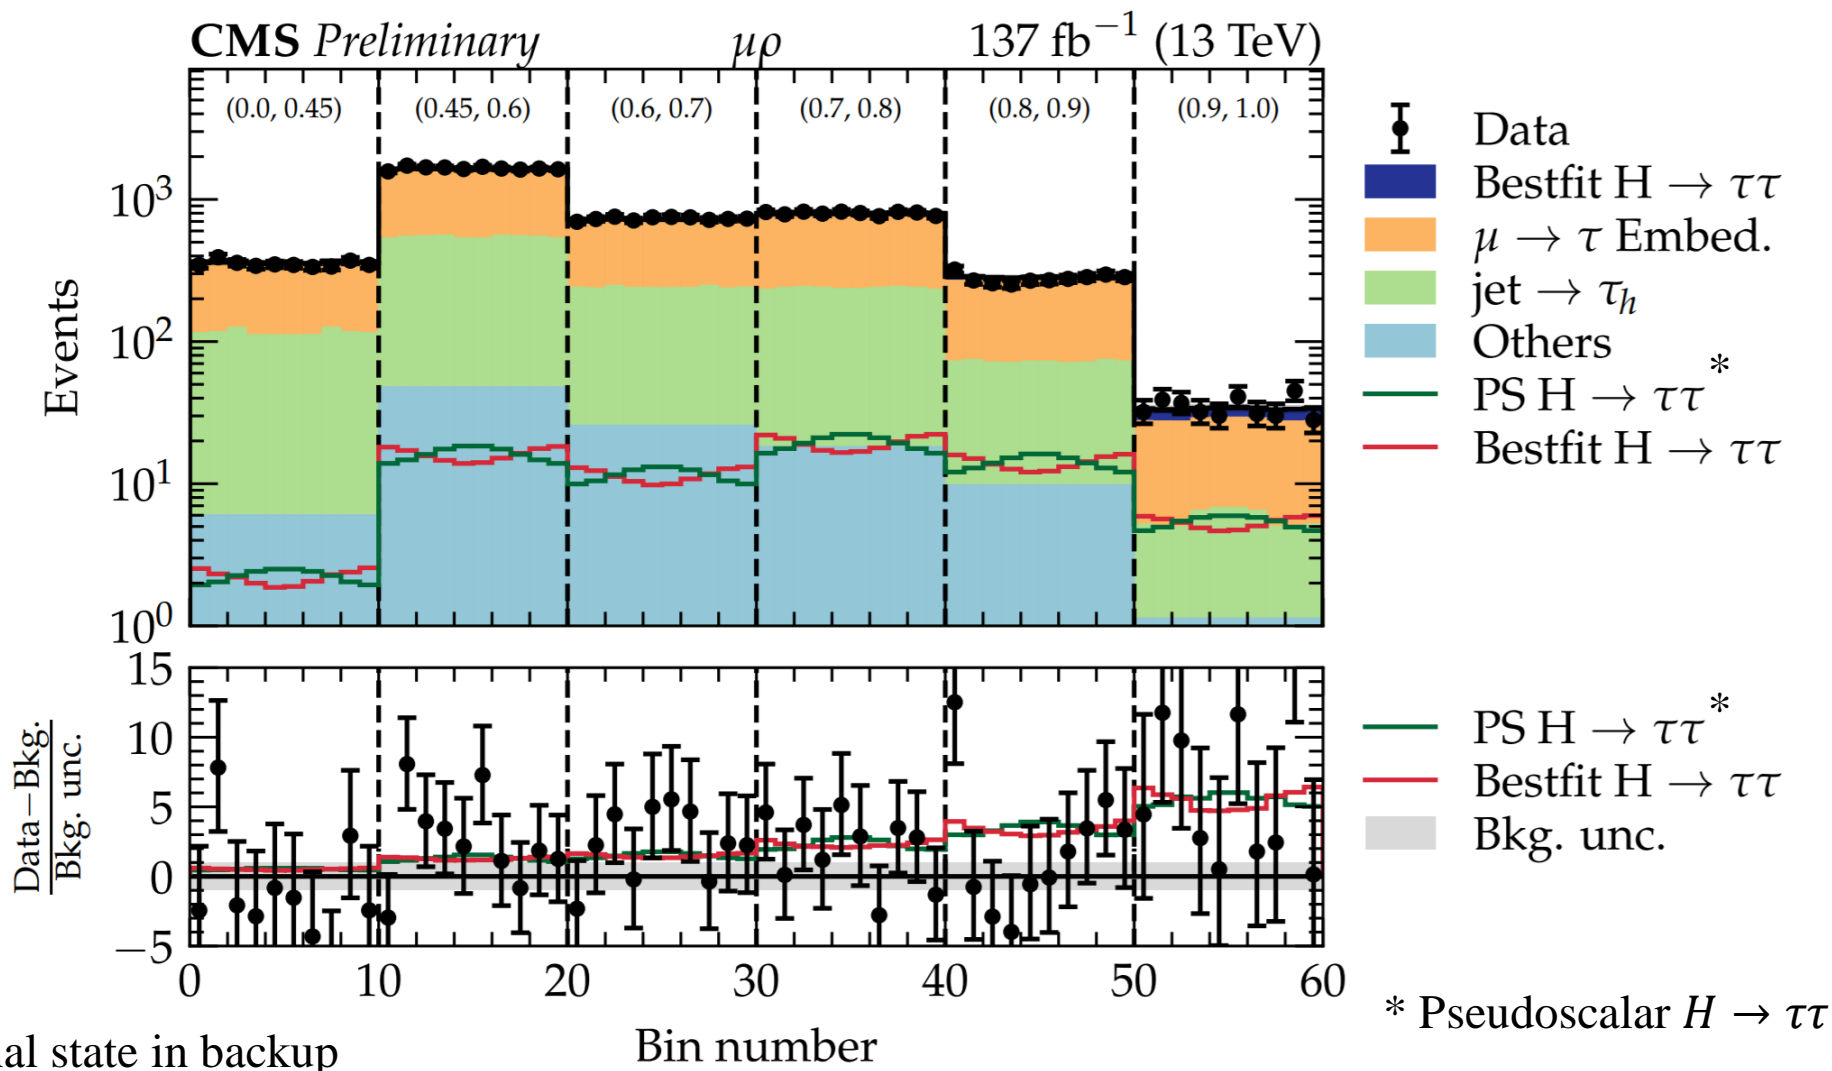 CMS Preliminary μρ 137 fb⁻¹ (13 TeV)
(0.0, 0.45) (0.45, 0.6) (0.6, 0.7) (0.7, 0.8) (0.8, 0.9) (0.9, 1.0)
Events
10³
10²
10¹
10⁰
Data
Bestfit H → ττ
μ → τ Embed.
jet → τₕ
Others
PS H → ττ*
Bestfit H → ττ
Data−Bkg.
Bkg. unc.
15
10
5
0
−5
PS H → ττ*
Bestfit H → ττ
Bkg. unc.
0 10 20 30 40 50 60
Bin number
* Pseudoscalar H → ττ
al state in backup